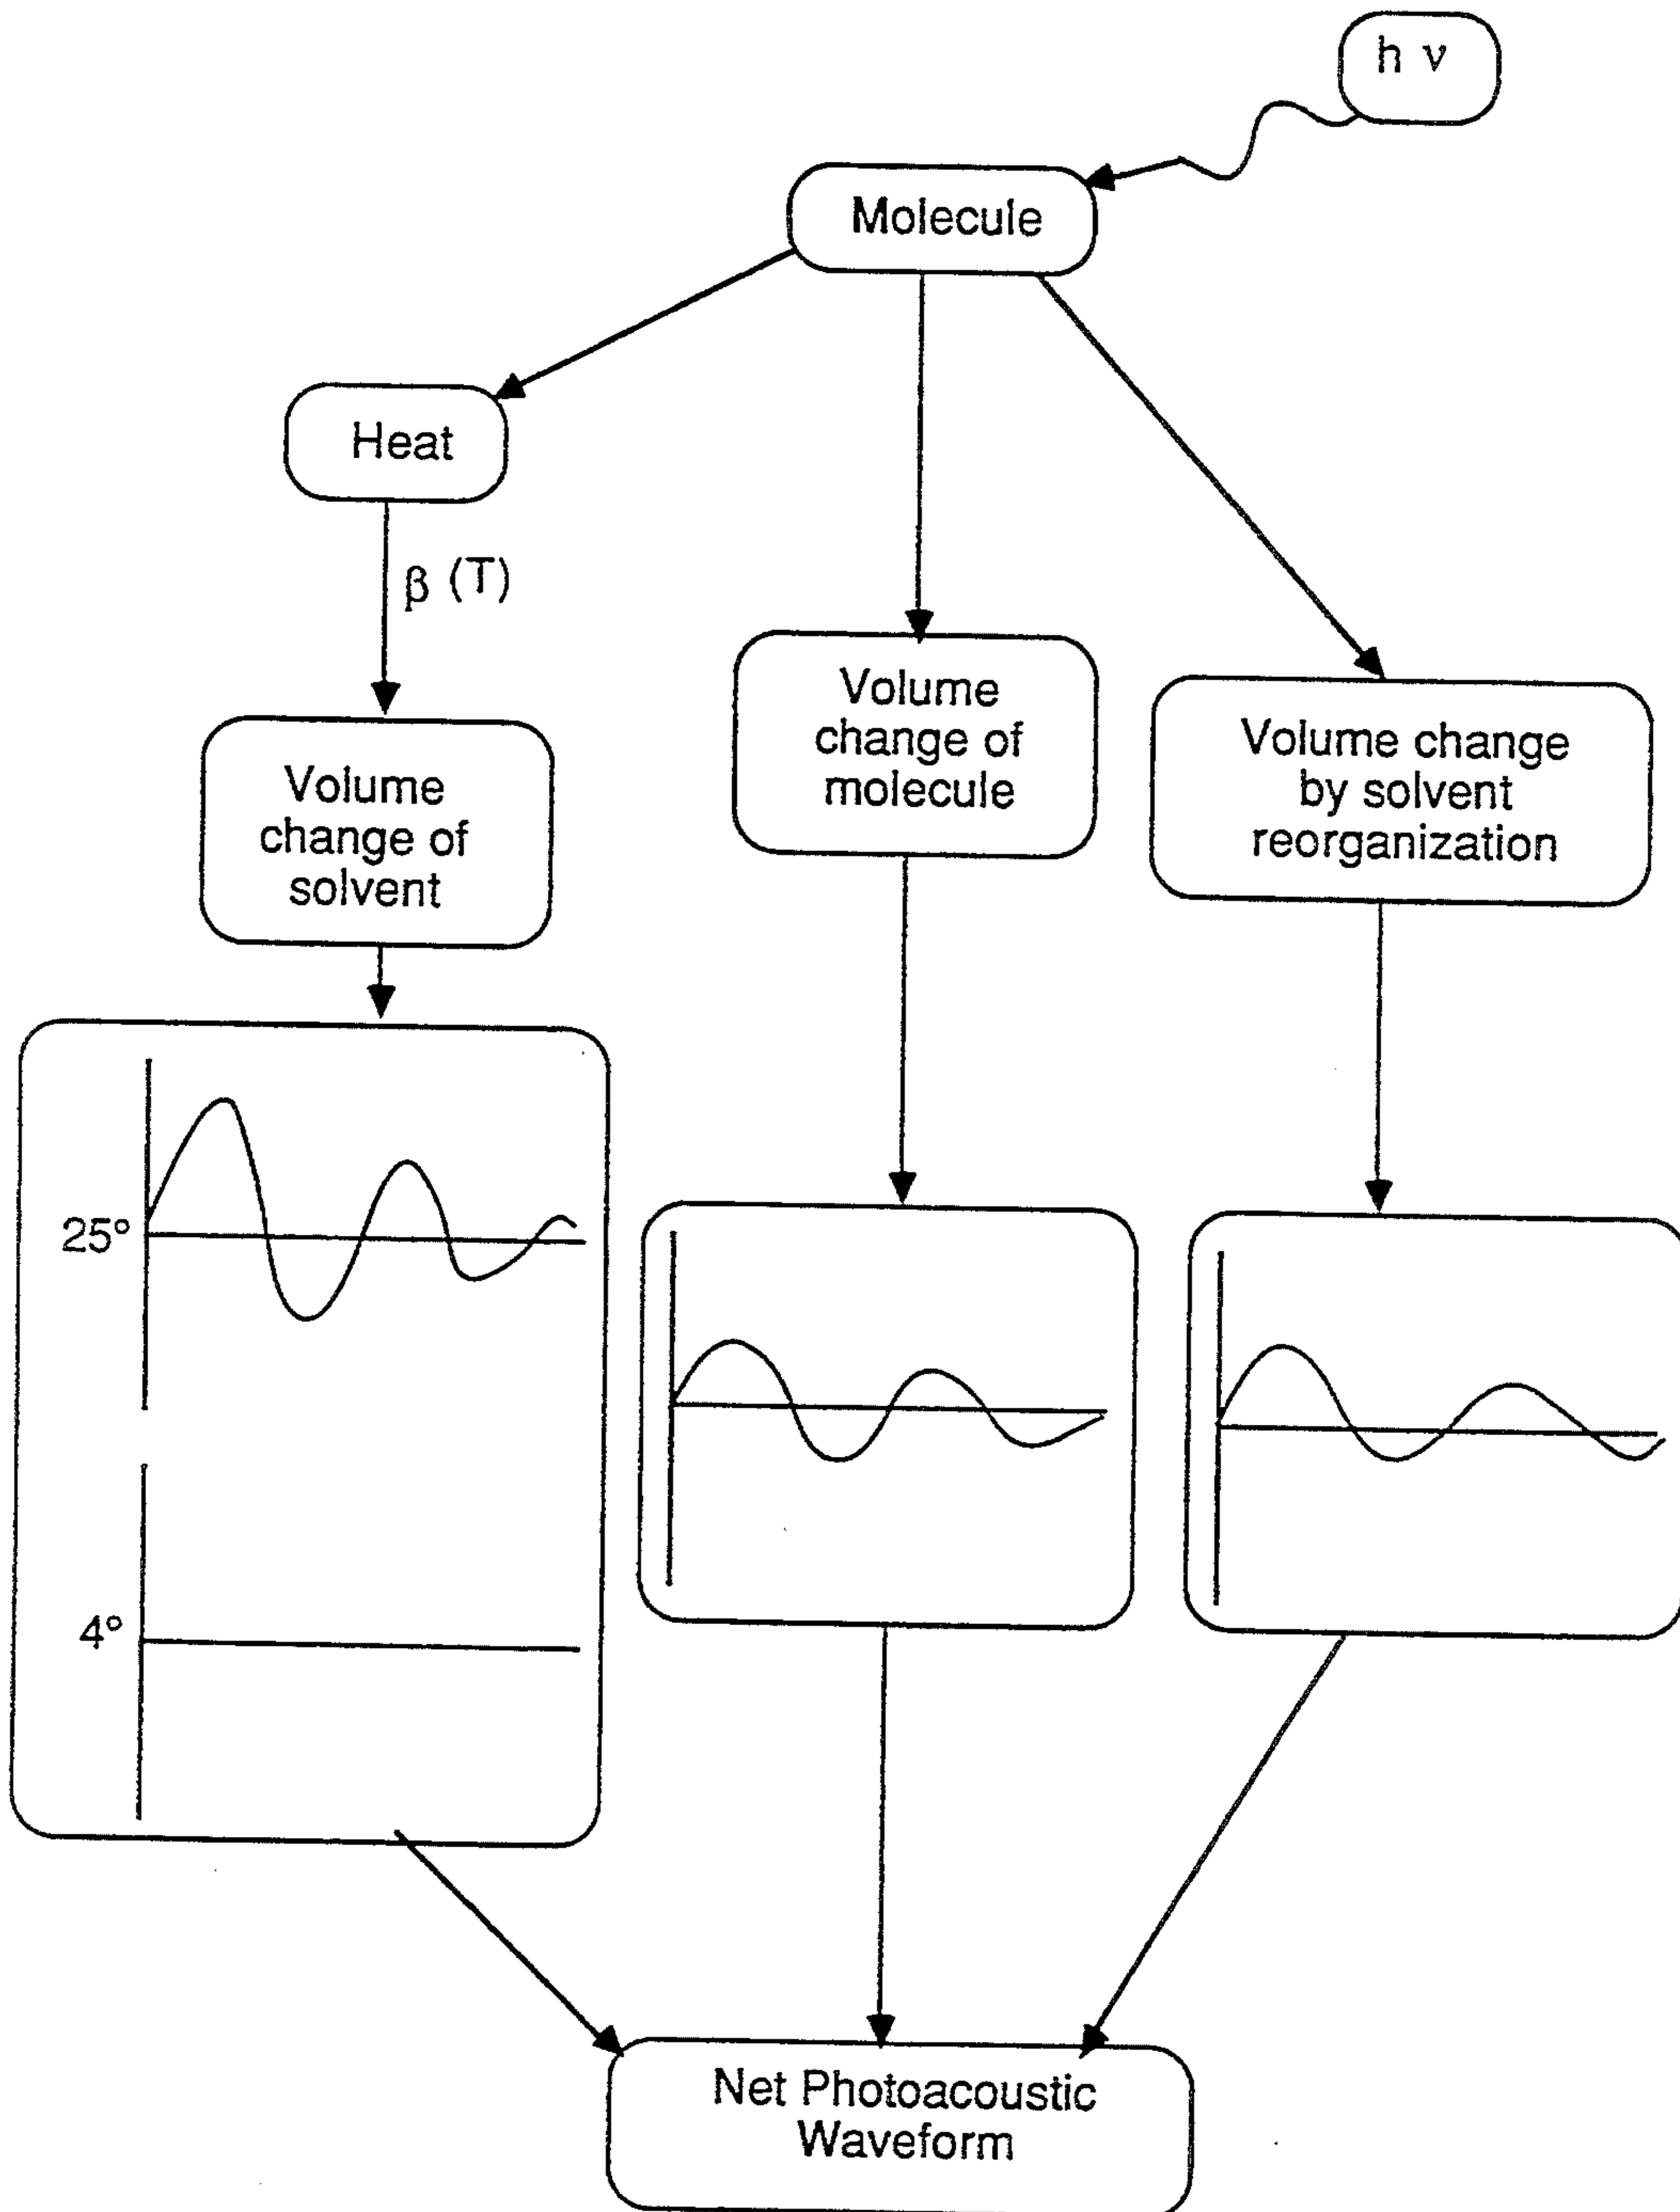 h ν
Molecule
Heat
β (T)
Volume
change of
solvent
Volume
change of
molecule
Volume change
by solvent
reorganization
25°
4°
Net Photoacoustic
Waveform